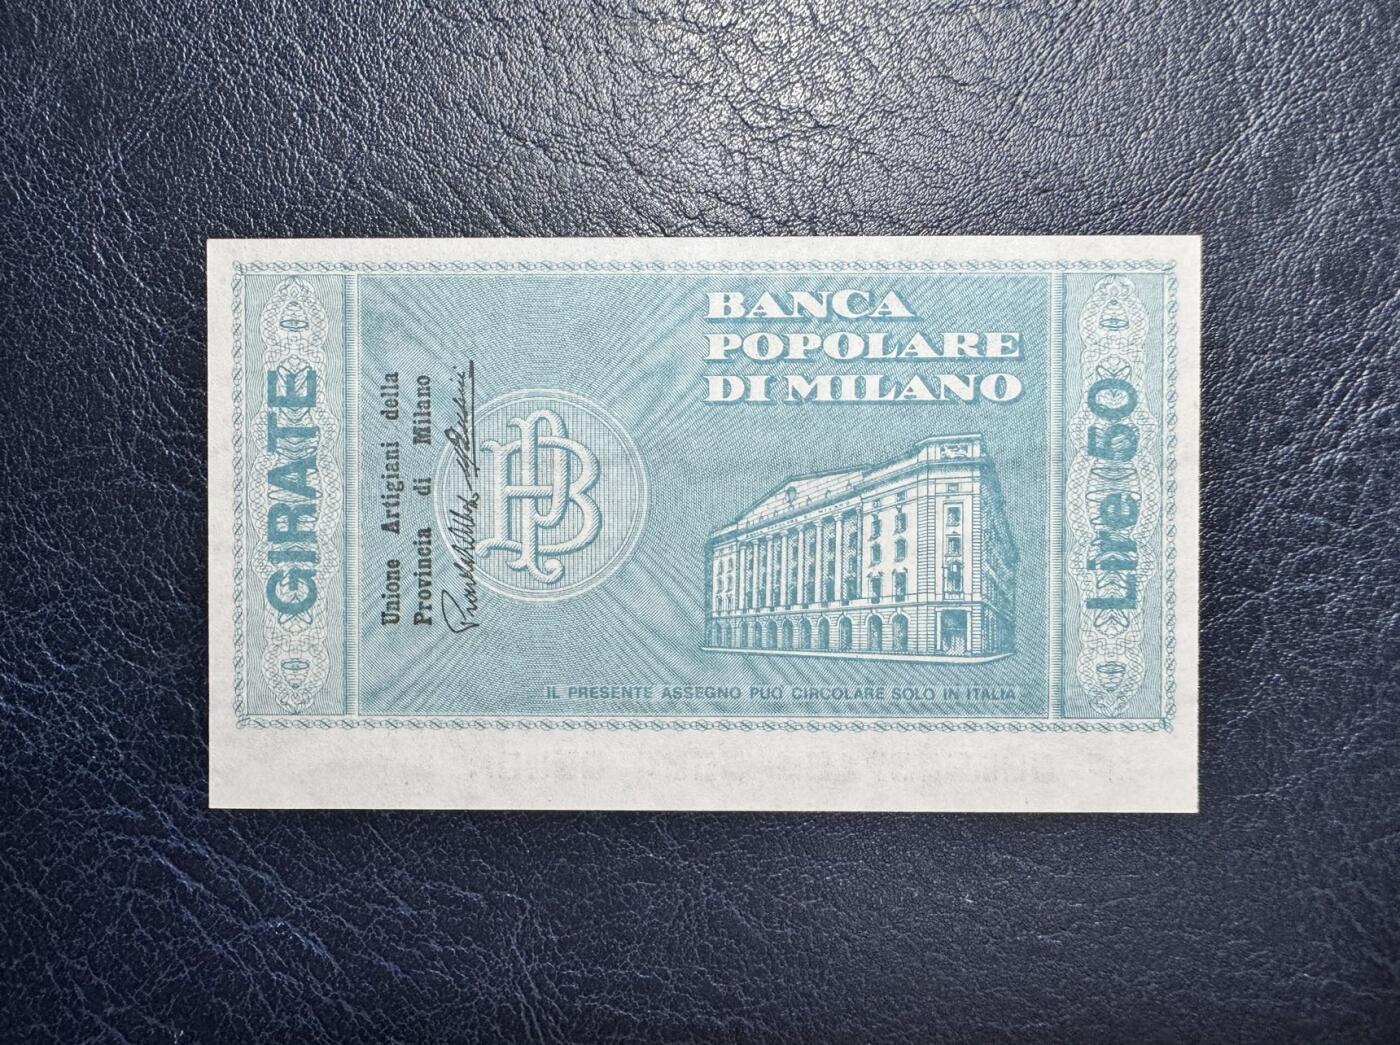 GIRATE
Unione Artigiani della
Provincia di Milano
BP
BANCA
POPOLARE
DI MILANO
IL PRESENTE ASSEGNO PUÒ CIRCOLARE SOLO IN ITALIA
Lire 50